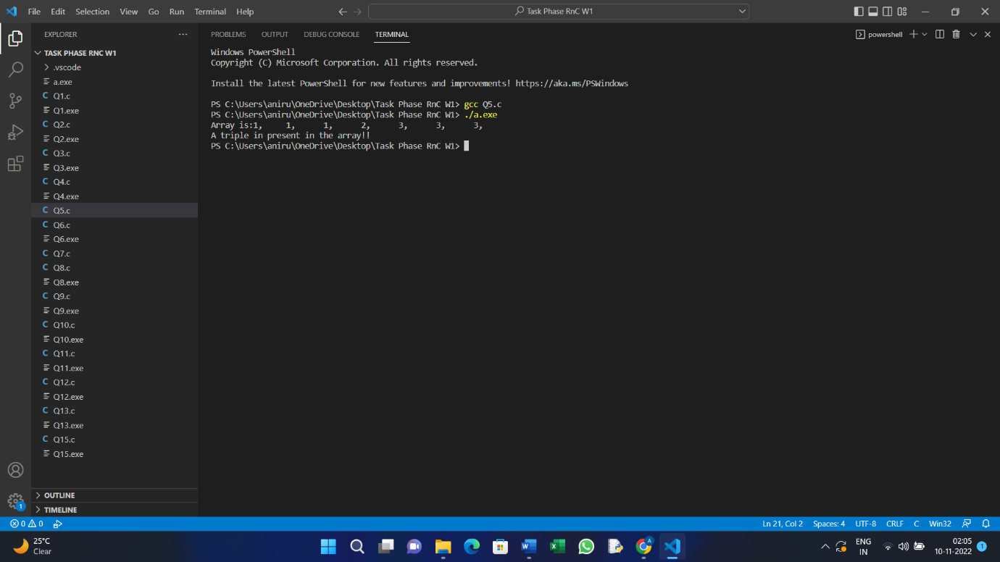 File Edit Selection View Go Run Terminal Help
Task Phase RnC W1
EXPLORER
TASK PHASE RNC W1
.vscode
a.exe
Q1.c
Q1.exe
Q2.c
Q2.exe
Q3.c
Q3.exe
Q4.c
Q4.exe
Q5.c
Q6.c
Q6.exe
Q7.c
Q8.c
Q8.exe
Q9.c
Q9.exe
Q10.c
Q10.exe
Q11.c
Q11.exe
Q12.c
Q12.exe
Q13.c
Q13.exe
Q15.c
Q15.exe
OUTLINE
TIMELINE
PROBLEMS OUTPUT DEBUG CONSOLE TERMINAL
powershell
Windows PowerShell
Copyright (C) Microsoft Corporation. All rights reserved.
Install the latest PowerShell for new features and improvements! https://aka.ms/PSWindows
PS C:\Users\aniru\OneDrive\Desktop\Task Phase RnC W1> gcc Q5.c
PS C:\Users\aniru\OneDrive\Desktop\Task Phase RnC W1> ./a.exe
Array is:1, 1, 1, 2, 3, 3, 3,
A triple in present in the array!!
PS C:\Users\aniru\OneDrive\Desktop\Task Phase RnC W1>
1
0 0
Ln 21, Col 2 Spaces: 4 UTF-8 CRLF C Win32
25°C
Clear
ENG
IN
02:05
10-11-2022
1